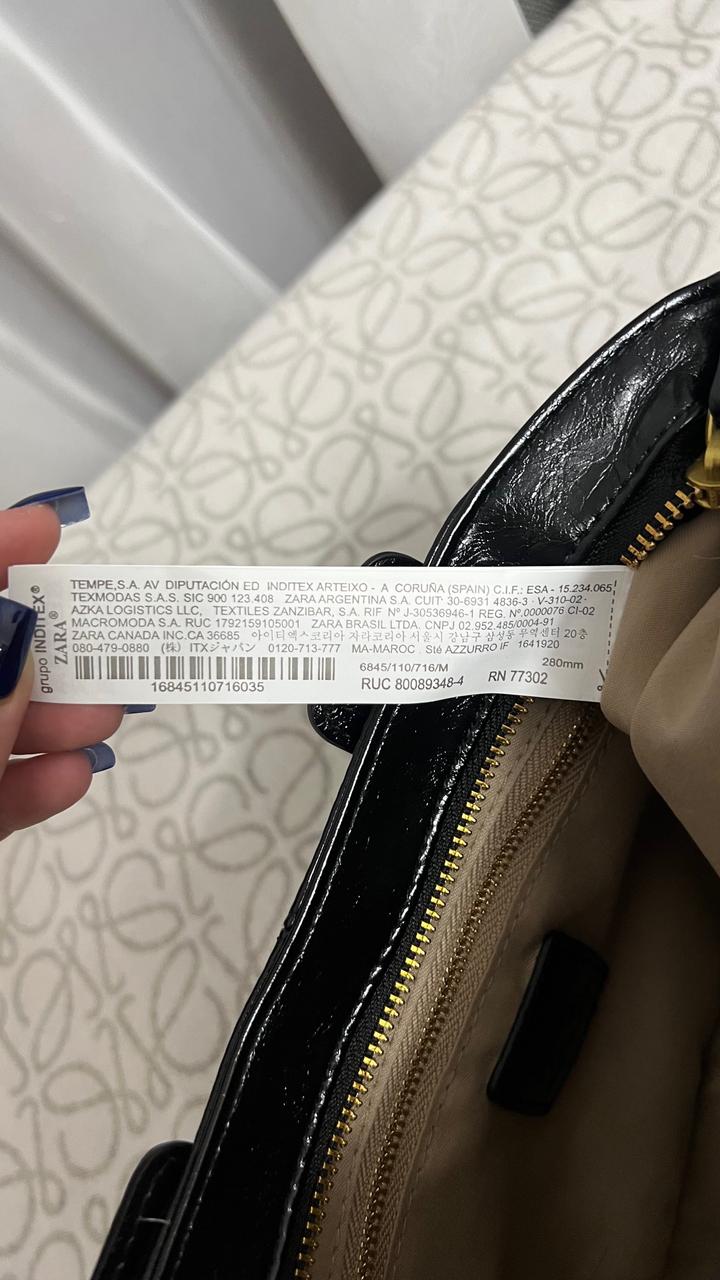 grupo INDITEX®
ZARA®
TEMPE,S.A. AV DIPUTACIÓN ED INDITEX ARTEIXO - A CORUÑA (SPAIN) C.I.F.: ESA - 15.234.065
TEXMODAS S.A.S. SIC 900 123.408 ZARA ARGENTINA S.A. CUIT: 30-6931 4836-3 · V-310-02·
AZKA LOGISTICS LLC, TEXTILES ZANZIBAR, S.A. RIF Nº J-30536946-1 REG. Nº.0000076 CI-02
MACROMODA S.A. RUC 1792159105001 ZARA BRASIL LTDA. CNPJ 02.952.485/0004-91
ZARA CANADA INC.CA 36685 아이티엑스코리아 자라코리아 서울시 강남구 삼성동 무역센터 20층
080-479-0880 (株) ITXジャパン 0120-713-777 MA-MAROC . Sté AZZURRO IF 1641920
6845/110/716/M 280mm
16845110716035 RUC 80089348-4 RN 77302